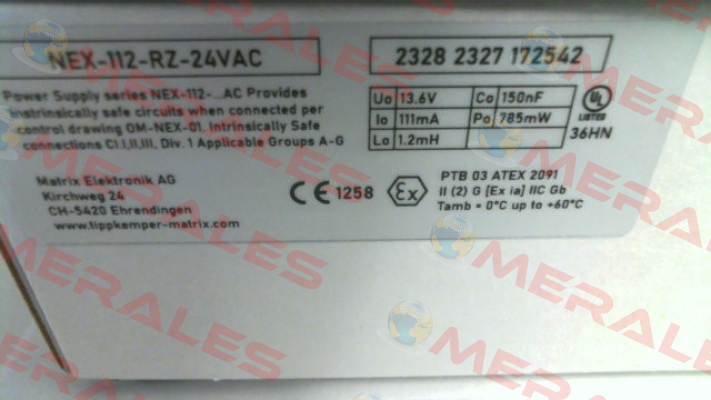 NEX-112-RZ-24VAC
2328 2327 172542
Power Supply series NEX-112-...AC Provides
instrinsically safe circuits when connected per
control drawing OM-NEX-01. Intrinsically Safe
connections Cl.I,II,III, Div. 1 Applicable Groups A-G
Uo 13.6V Co 150nF
Io 111mA Po 785mW
Lo 1.2mH
UL
LISTED
36HN
Matrix Elektronik AG
Kirchweg 24
CH-5420 Ehrendingen
www.tippkemper-matrix.com
CE 1258
Ex
PTB 03 ATEX 2091
II (2) G [Ex ia] IIC Gb
Tamb = 0°C up to +60°C
MERALES
MERALES
MERALES
MERALES
MERALES